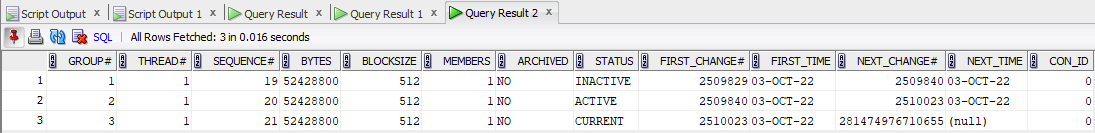 Script Output x Script Output 1 x Query Result x Query Result 1 x Query Result 2 x
SQL | All Rows Fetched: 3 in 0.016 seconds
GROUP# THREAD# SEQUENCE# BYTES BLOCKSIZE MEMBERS ARCHIVED STATUS FIRST_CHANGE# FIRST_TIME NEXT_CHANGE# NEXT_TIME CON_ID
1 1 1 19 52428800 512 1 NO INACTIVE 2509829 03-OCT-22 2509840 03-OCT-22 0
2 2 1 20 52428800 512 1 NO ACTIVE 2509840 03-OCT-22 2510023 03-OCT-22 0
3 3 1 21 52428800 512 1 NO CURRENT 2510023 03-OCT-22 281474976710655 (null) 0